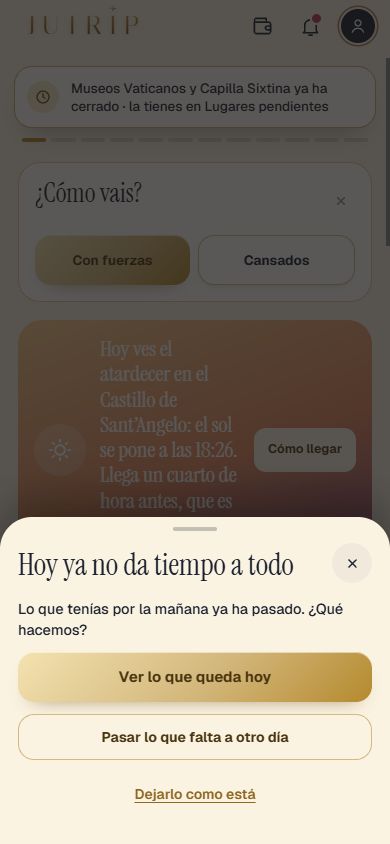 JUTRIP
Museos Vaticanos y Capilla Sixtina ya ha
cerrado · la tienes en Lugares pendientes
¿Cómo vais?
×
Con fuerzas
Cansados
Hoy ves el
atardecer en el
Castillo de
Sant'Angelo: el sol
se pone a las 18:26.
Llega un cuarto de
hora antes, que es
Cómo llegar
Hoy ya no da tiempo a todo
×
Lo que tenías por la mañana ya ha pasado. ¿Qué
hacemos?
Ver lo que queda hoy
Pasar lo que falta a otro día
Dejarlo como está